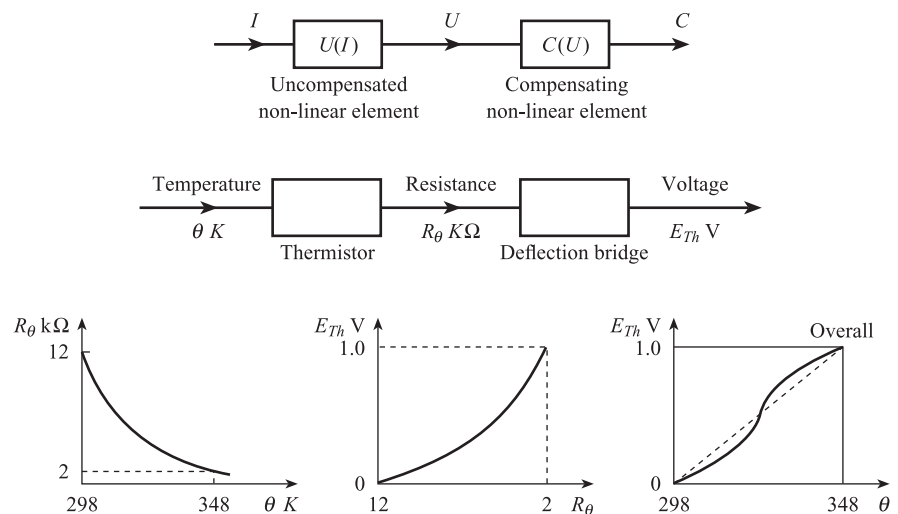 I U C
U(I) C(U)
Uncompensated
non-linear element
Compensating
non-linear element
Temperature Resistance Voltage
θ K R_θ KΩ E_Th V
Thermistor Deflection bridge
R_θ kΩ
12
2
298 348 θ K
E_Th V
1.0
0
12 2 R_θ
E_Th V Overall
1.0
0
298 348 θ